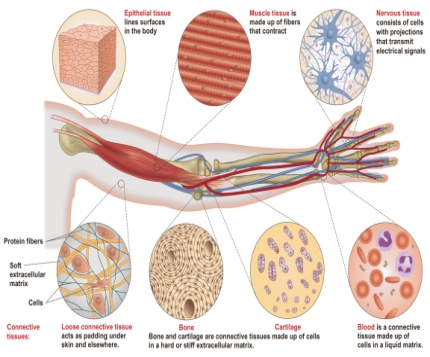 Epithelial tissue
lines surfaces
in the body
Muscle tissue is
made up of fibers
that contract
Nervous tissue
consists of cells
with projections
that transmit
electrical signals
Protein fibers
Soft
extracellular
matrix
Cells
Connective
tissues:
Loose connective tissue
acts as padding under
skin and elsewhere.
Bone
Cartilage
Bone and cartilage are connective tissues made up of cells
in a hard or stiff extracellular matrix.
Blood is a connective
tissue made up of
cells in a liquid matrix.